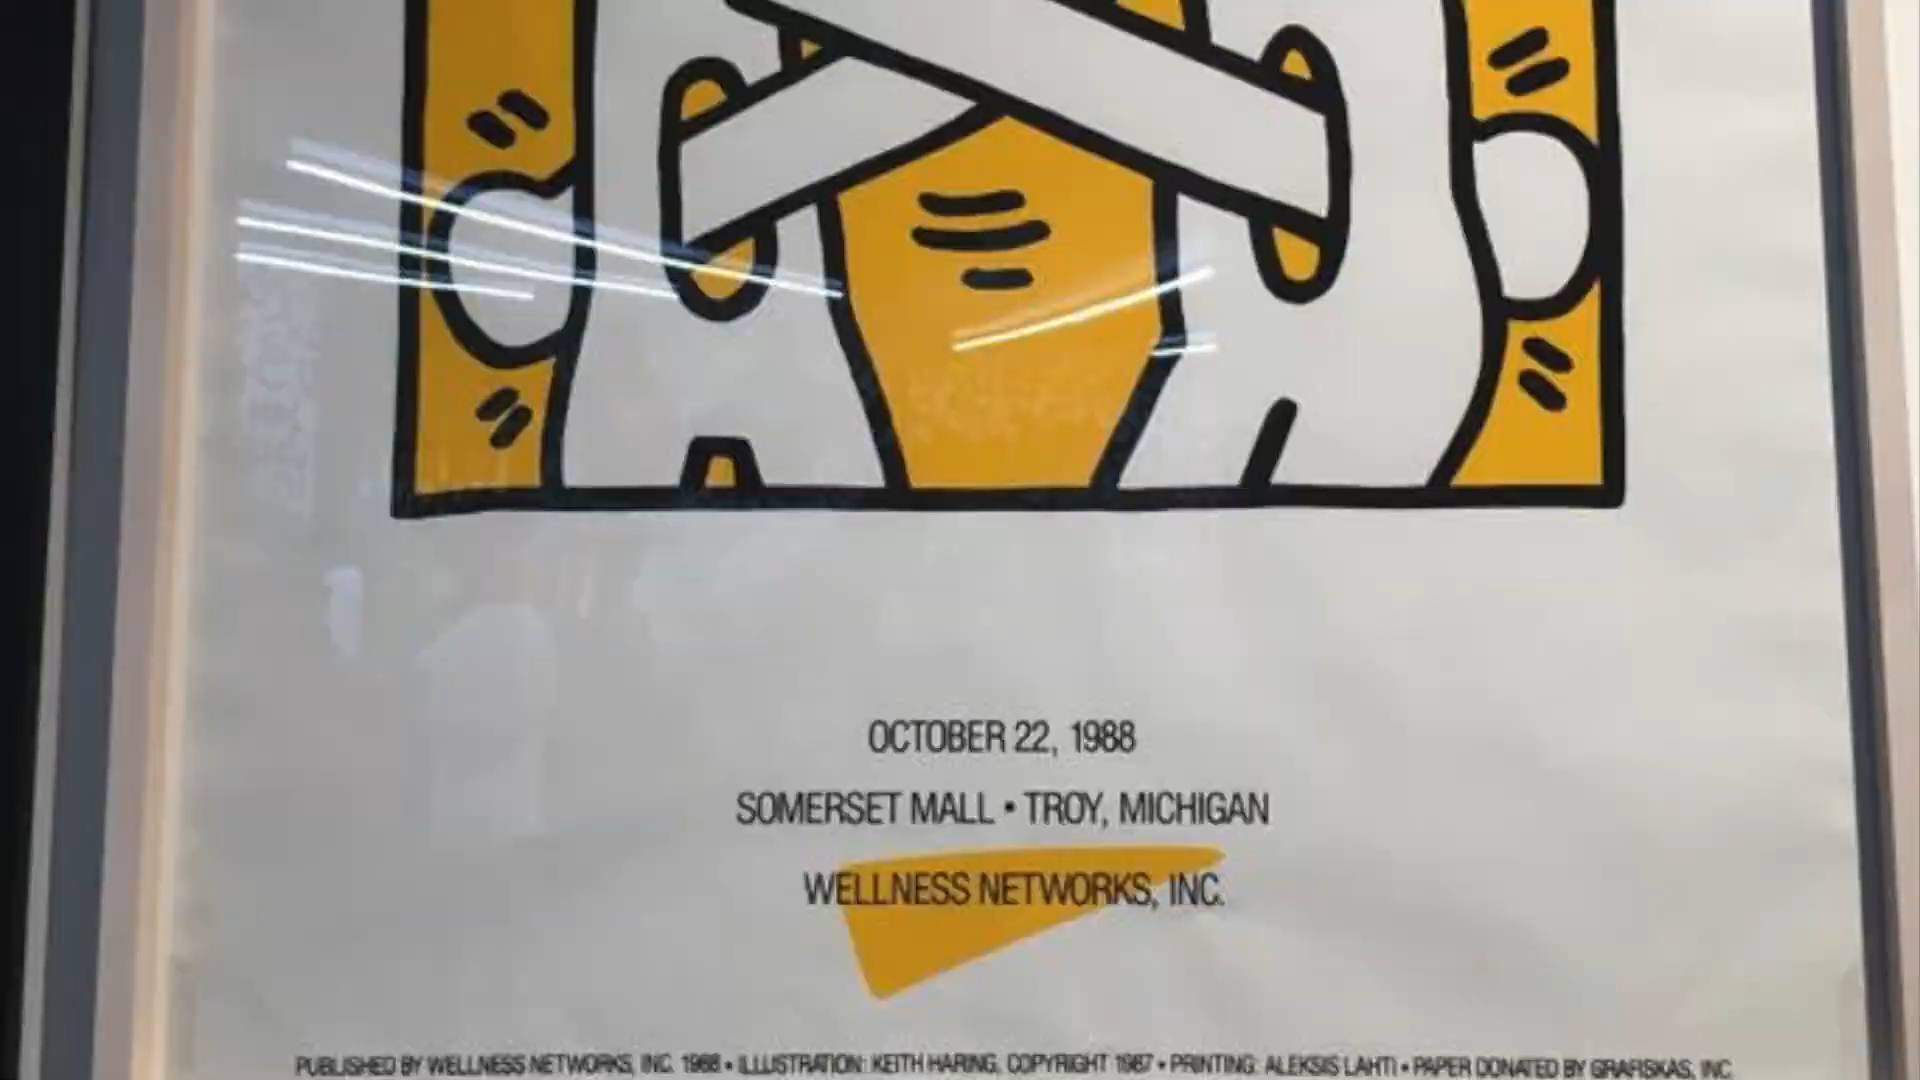 OCTOBER 22, 1988
SOMERSET MALL • TROY, MICHIGAN
WELLNESS NETWORKS, INC.
PUBLISHED BY WELLNESS NETWORKS, INC. 1988 • ILLUSTRATION: KEITH HARING, COPYRIGHT 1987 • PRINTING: ALEKSIS LAHTI • PAPER DONATED BY GRAFISKAS, INC.